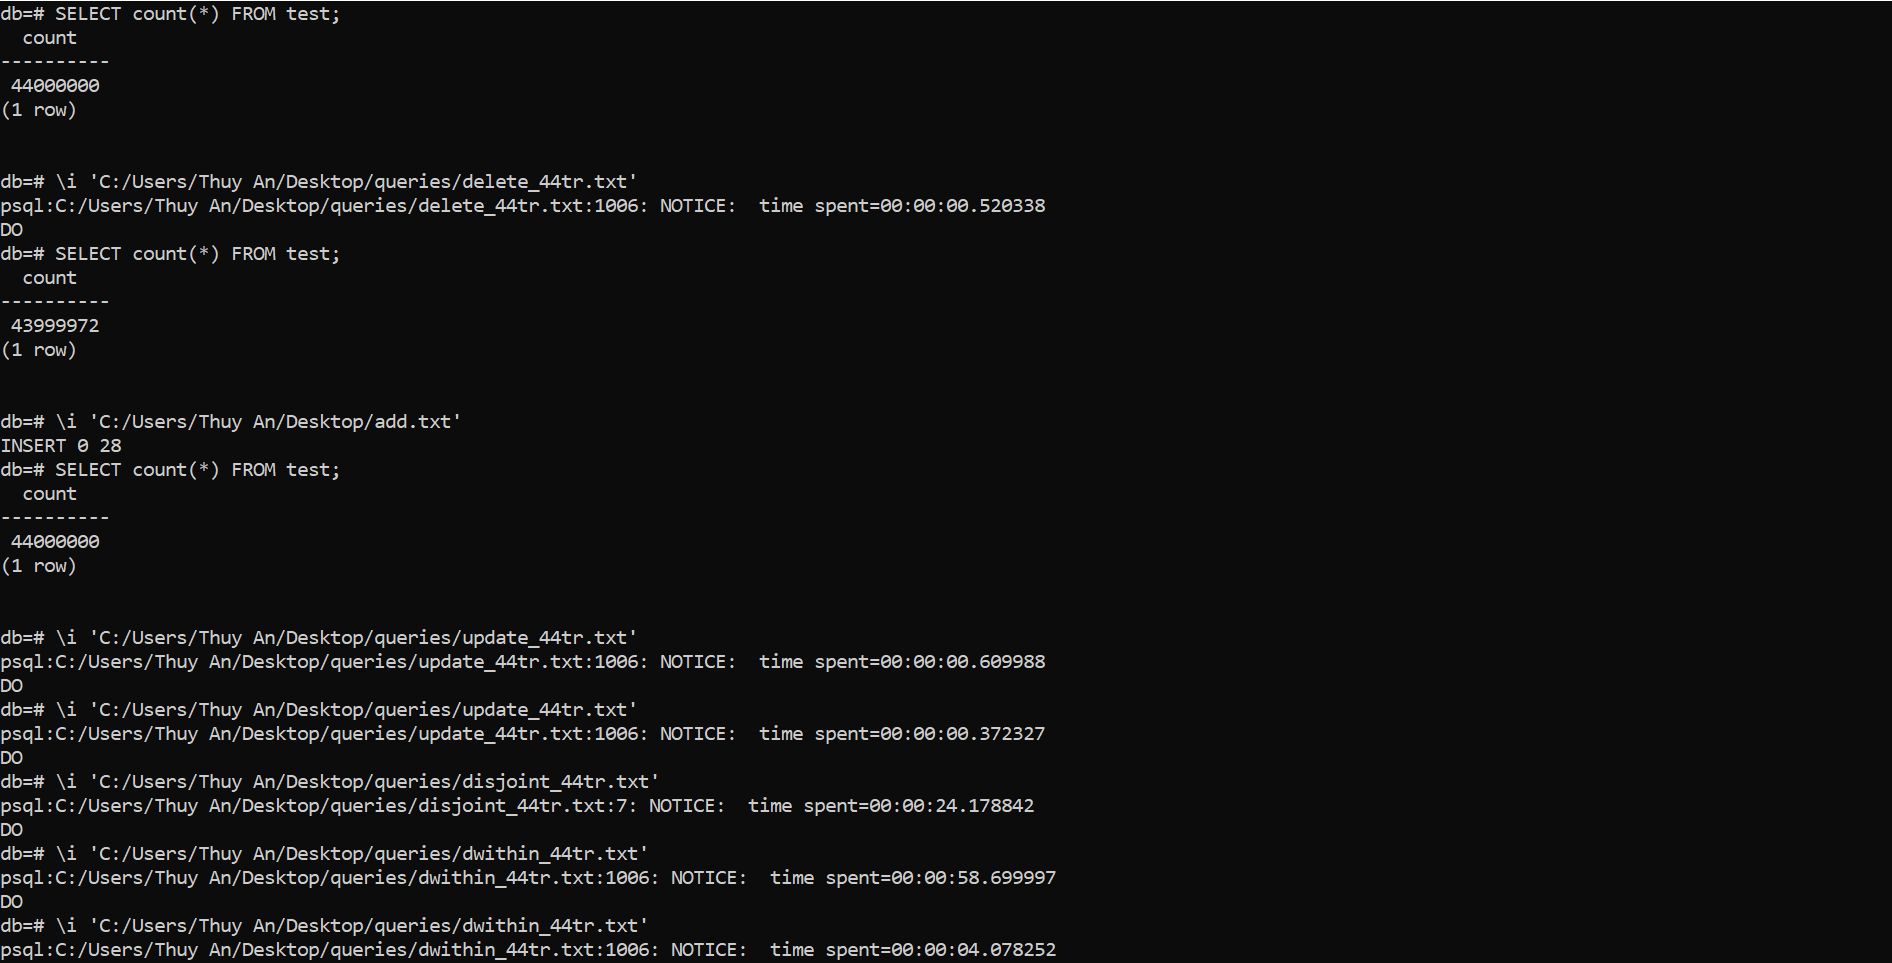 db=# SELECT count(*) FROM test;
  count
----------
 44000000
(1 row)
db=# \i 'C:/Users/Thuy An/Desktop/queries/delete_44tr.txt'
psql:C:/Users/Thuy An/Desktop/queries/delete_44tr.txt:1006: NOTICE:  time spent=00:00:00.520338
DO
db=# SELECT count(*) FROM test;
  count
----------
 43999972
(1 row)
db=# \i 'C:/Users/Thuy An/Desktop/add.txt'
INSERT 0 28
db=# SELECT count(*) FROM test;
  count
----------
 44000000
(1 row)
db=# \i 'C:/Users/Thuy An/Desktop/queries/update_44tr.txt'
psql:C:/Users/Thuy An/Desktop/queries/update_44tr.txt:1006: NOTICE:  time spent=00:00:00.609988
DO
db=# \i 'C:/Users/Thuy An/Desktop/queries/update_44tr.txt'
psql:C:/Users/Thuy An/Desktop/queries/update_44tr.txt:1006: NOTICE:  time spent=00:00:00.372327
DO
db=# \i 'C:/Users/Thuy An/Desktop/queries/disjoint_44tr.txt'
psql:C:/Users/Thuy An/Desktop/queries/disjoint_44tr.txt:7: NOTICE:  time spent=00:00:24.178842
DO
db=# \i 'C:/Users/Thuy An/Desktop/queries/dwithin_44tr.txt'
psql:C:/Users/Thuy An/Desktop/queries/dwithin_44tr.txt:1006: NOTICE:  time spent=00:00:58.699997
DO
db=# \i 'C:/Users/Thuy An/Desktop/queries/dwithin_44tr.txt'
psql:C:/Users/Thuy An/Desktop/queries/dwithin_44tr.txt:1006: NOTICE:  time spent=00:00:04.078252